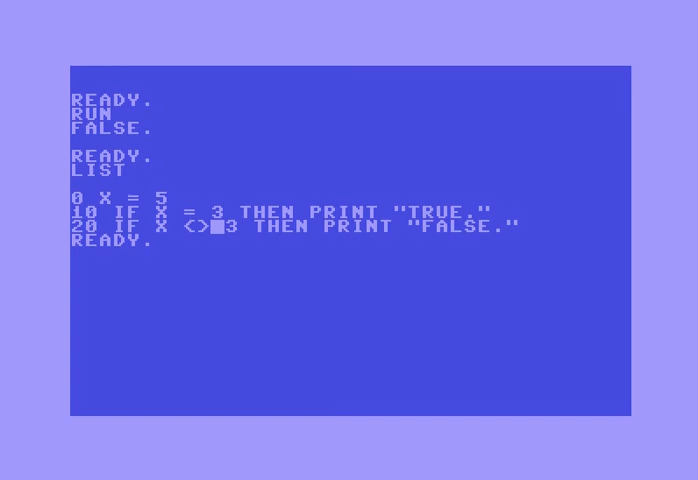 READY.
RUN
FALSE.
READY.
LIST
0 X = 5
10 IF X = 3 THEN PRINT "TRUE."
20 IF X <> 3 THEN PRINT "FALSE."
READY.